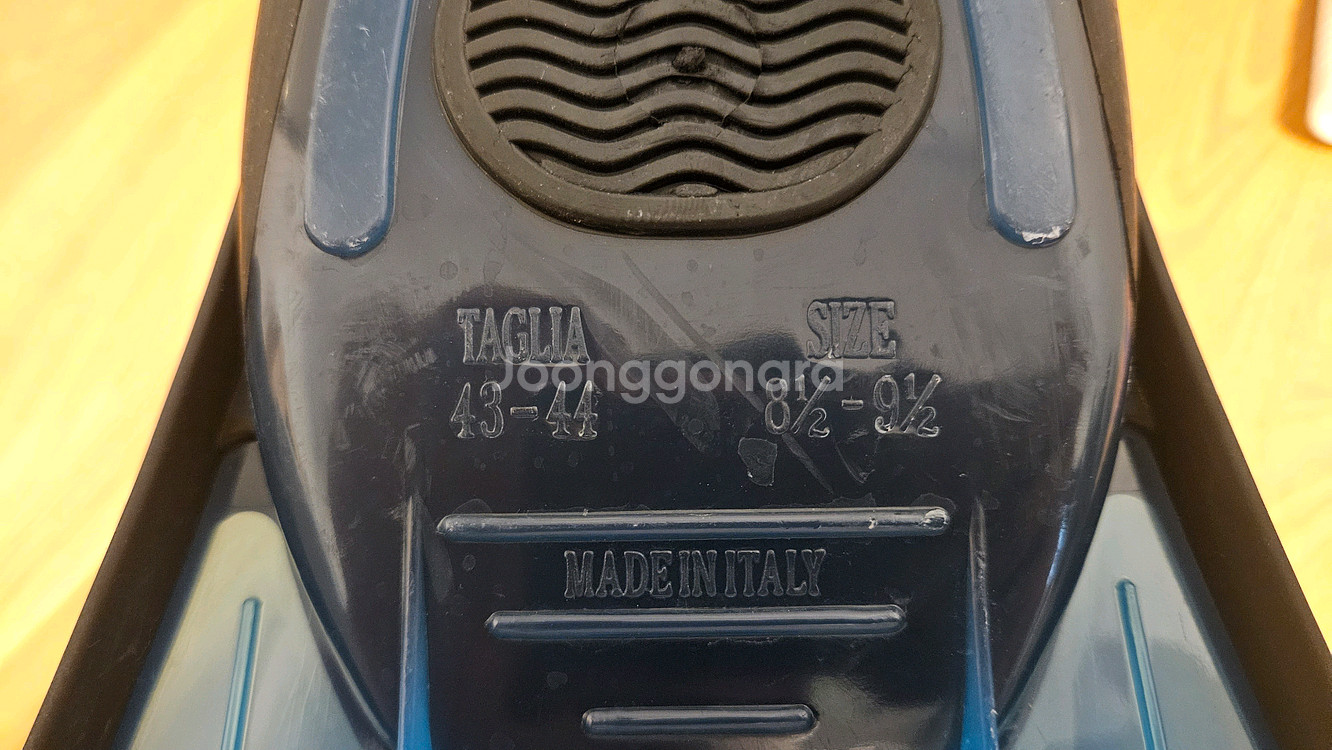 TAGLIA
SIZE
Joonggonara
43-44
8½-9½
MADE IN ITALY